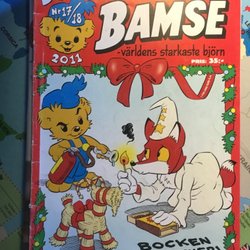 Nr 17/18
2011
BAMSE
-världens starkaste björn
PRIS: 35:-
BOCKEN